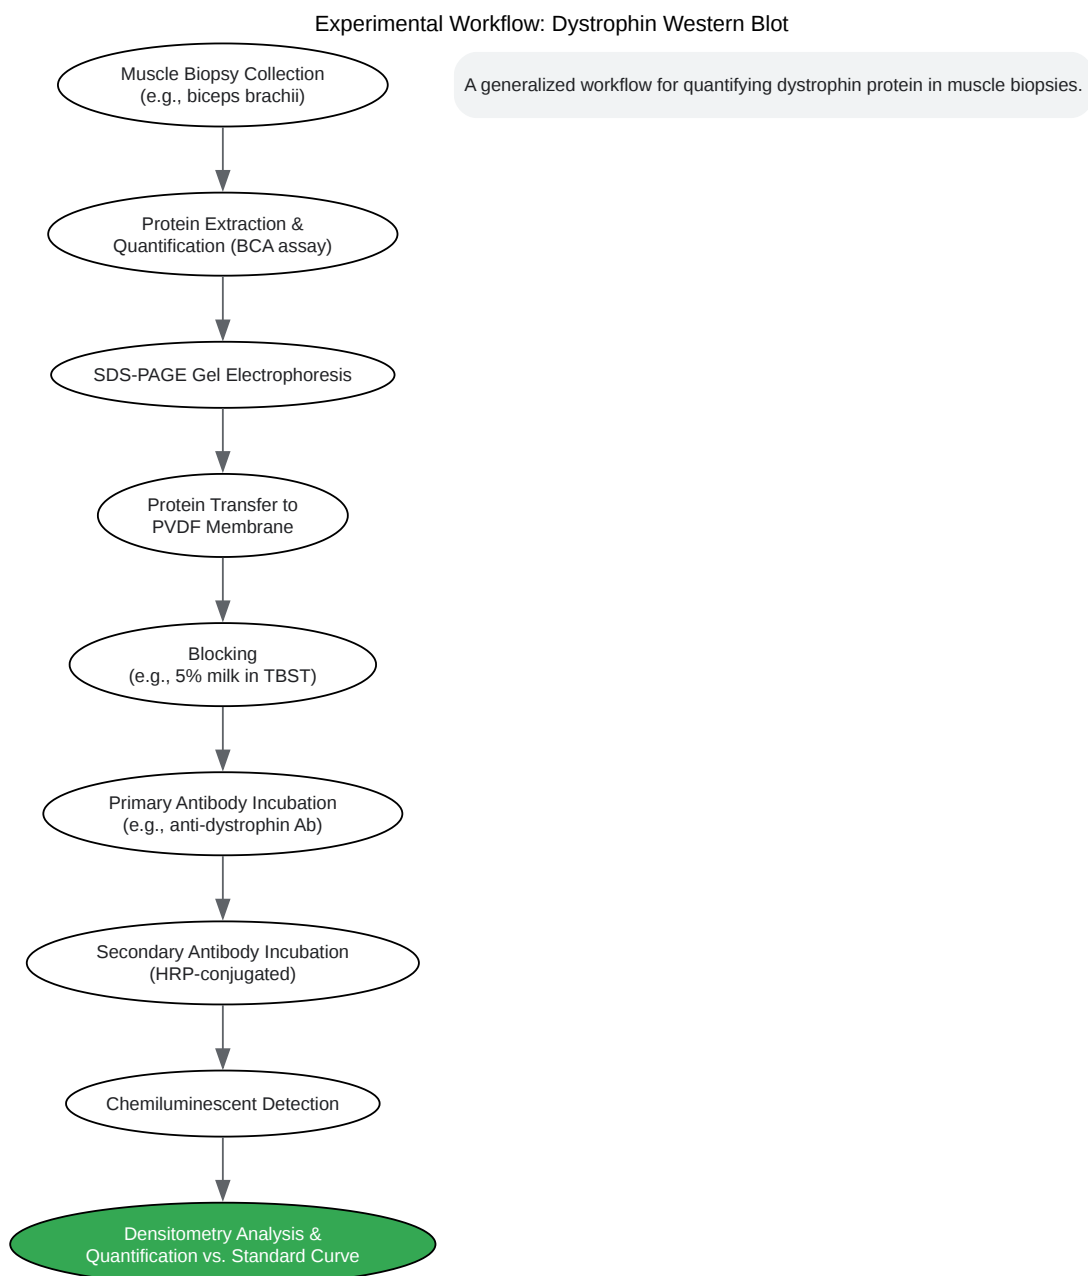 Experimental Workflow: Dystrophin Western Blot
Muscle Biopsy Collection
(e.g., biceps brachii)
A generalized workflow for quantifying dystrophin protein in muscle biopsies.
Protein Extraction &
Quantification (BCA assay)
SDS-PAGE Gel Electrophoresis
Protein Transfer to
PVDF Membrane
Blocking
(e.g., 5% milk in TBST)
Primary Antibody Incubation
(e.g., anti-dystrophin Ab)
Secondary Antibody Incubation
(HRP-conjugated)
Chemiluminescent Detection
Densitometry Analysis &
Quantification vs. Standard Curve